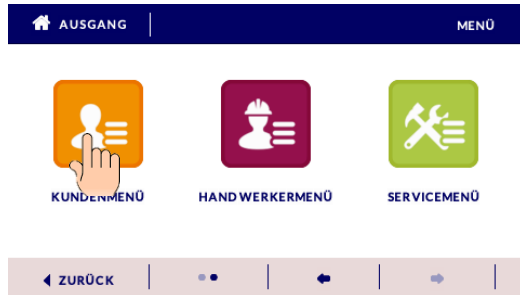 AUSGANG MENÜ
KUNDENMENÜ HANDWERKERMENÜ SERVICEMENÜ
ZURÜCK